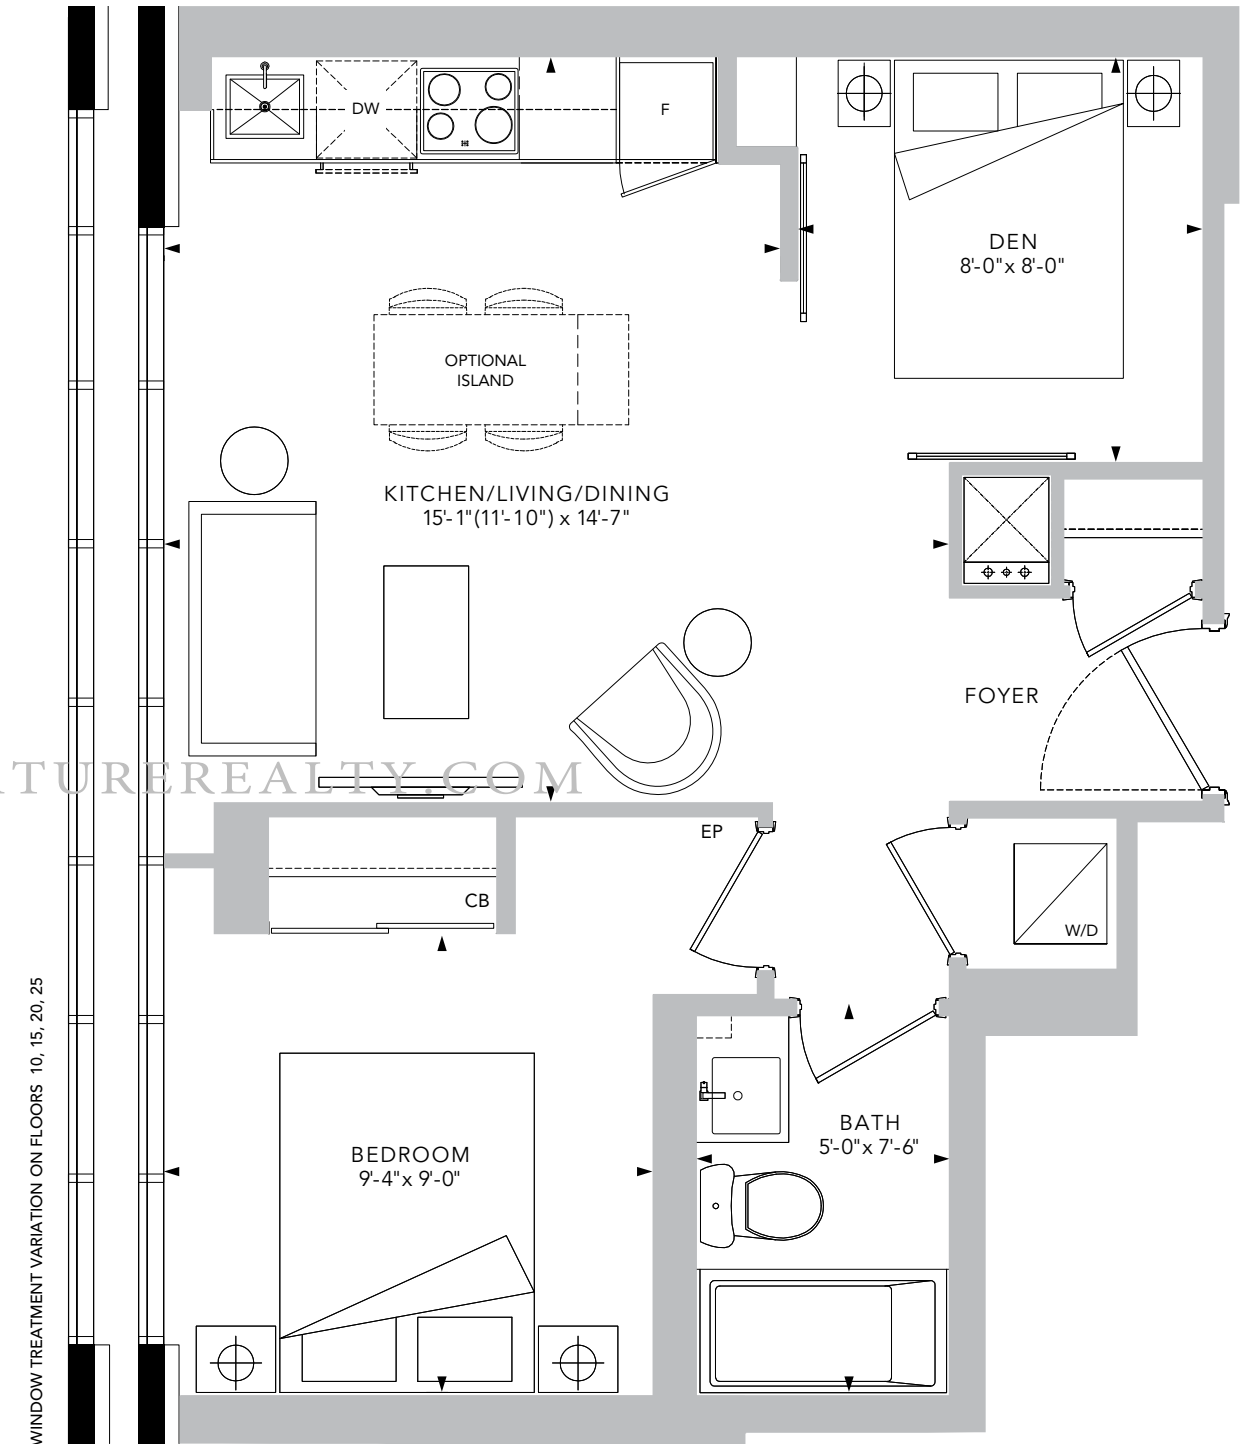 DW
F
DEN
8'-0"x 8'-0"
OPTIONAL
ISLAND
KITCHEN/LIVING/DINING
15'-1"(11'-10") x 14'-7"
FOYER
TUREREALTY.COM
EP
CB
W/D
BATH
5'-0"x 7'-6"
BEDROOM
9'-4"x 9'-0"
WINDOW TREATMENT VARIATION ON FLOORS 10, 15, 20, 25